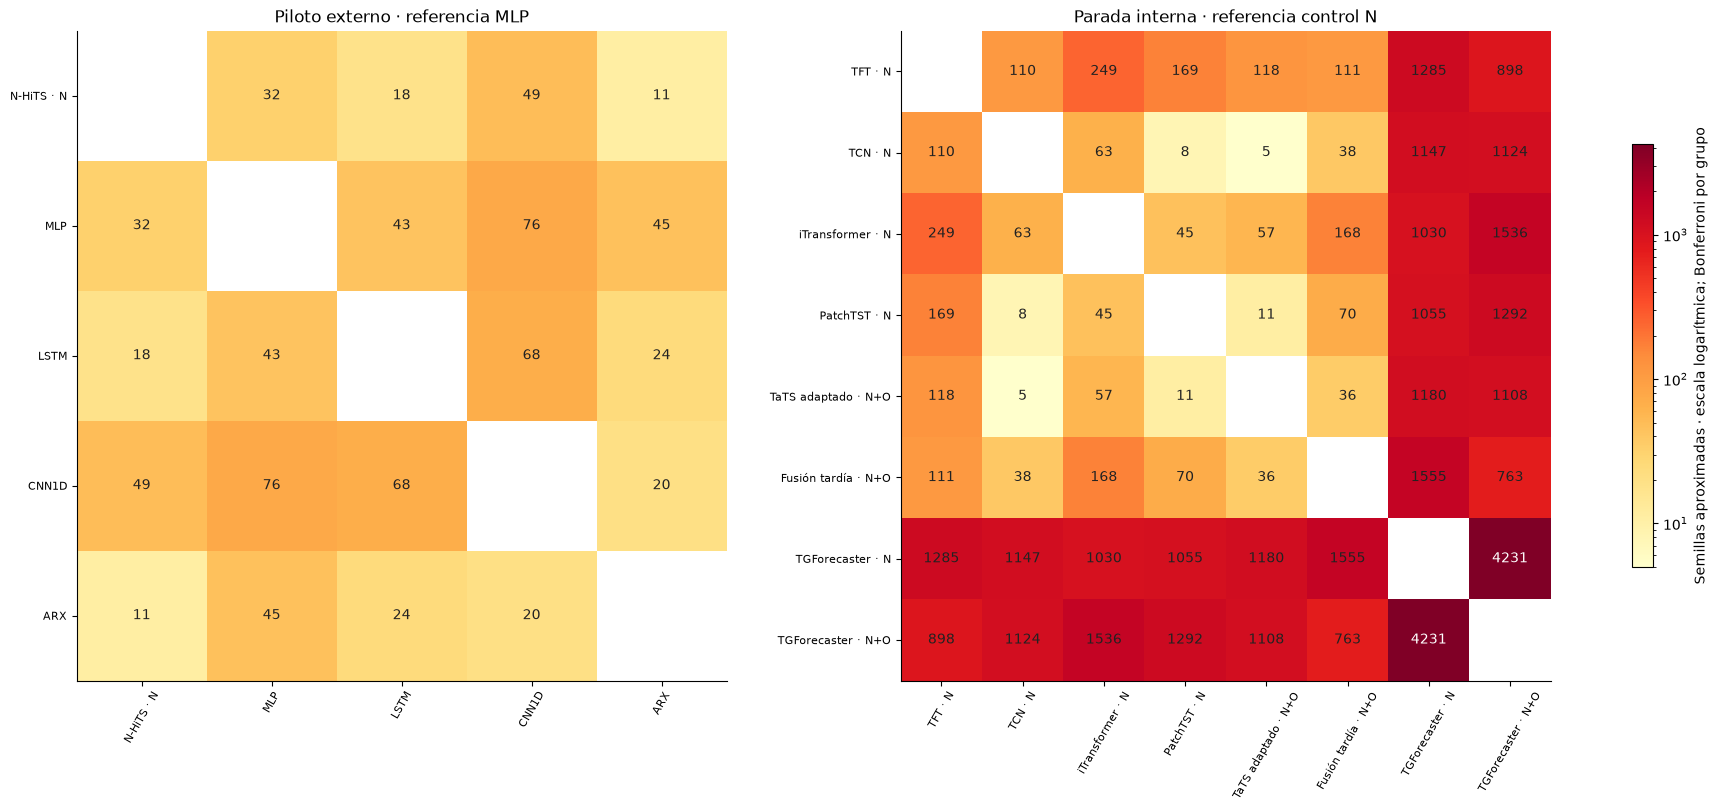 Piloto externo · referencia MLP
N-HiTS · N
32 18 49 11
MLP
32 43 76 45
LSTM
18 43 68 24
CNN1D
49 76 68 20
ARX
11 45 24 20
N-HiTS · N
MLP
LSTM
CNN1D
ARX
Parada interna · referencia control N
TFT · N
110 249 169 118 111 1285 898
TCN · N
110 63 8 5 38 1147 1124
iTransformer · N
249 63 45 57 168 1030 1536
PatchTST · N
169 8 45 11 70 1055 1292
TaTS adaptado · N+O
118 5 57 11 36 1180 1108
Fusión tardía · N+O
111 38 168 70 36 1555 763
TGForecaster · N
1285 1147 1030 1055 1180 1555 4231
TGForecaster · N+O
898 1124 1536 1292 1108 763 4231
TFT · N
TCN · N
iTransformer · N
PatchTST · N
TaTS adaptado · N+O
Fusión tardía · N+O
TGForecaster · N
TGForecaster · N+O
10³
10²
10¹
Semillas aproximadas · escala logarítmica; Bonferroni por grupo